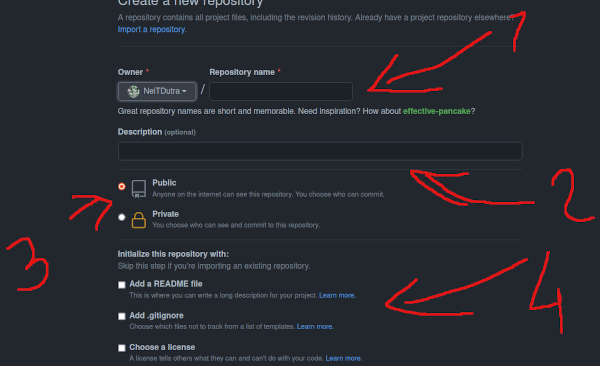 Create a new repository
A repository contains all project files, including the revision history. Already have a project repository elsewhere?
Import a repository.
1
Owner * Repository name *
NelTDutra /
Great repository names are short and memorable. Need inspiration? How about effective-pancake?
Description (optional)
2
Public
Anyone on the internet can see this repository. You choose who can commit.
3
Private
You choose who can see and commit to this repository.
Initialize this repository with:
Skip this step if you're importing an existing repository.
4
Add a README file
This is where you can write a long description for your project. Learn more.
Add .gitignore
Choose which files not to track from a list of templates. Learn more.
Choose a license
A license tells others what they can and can't do with your code. Learn more.